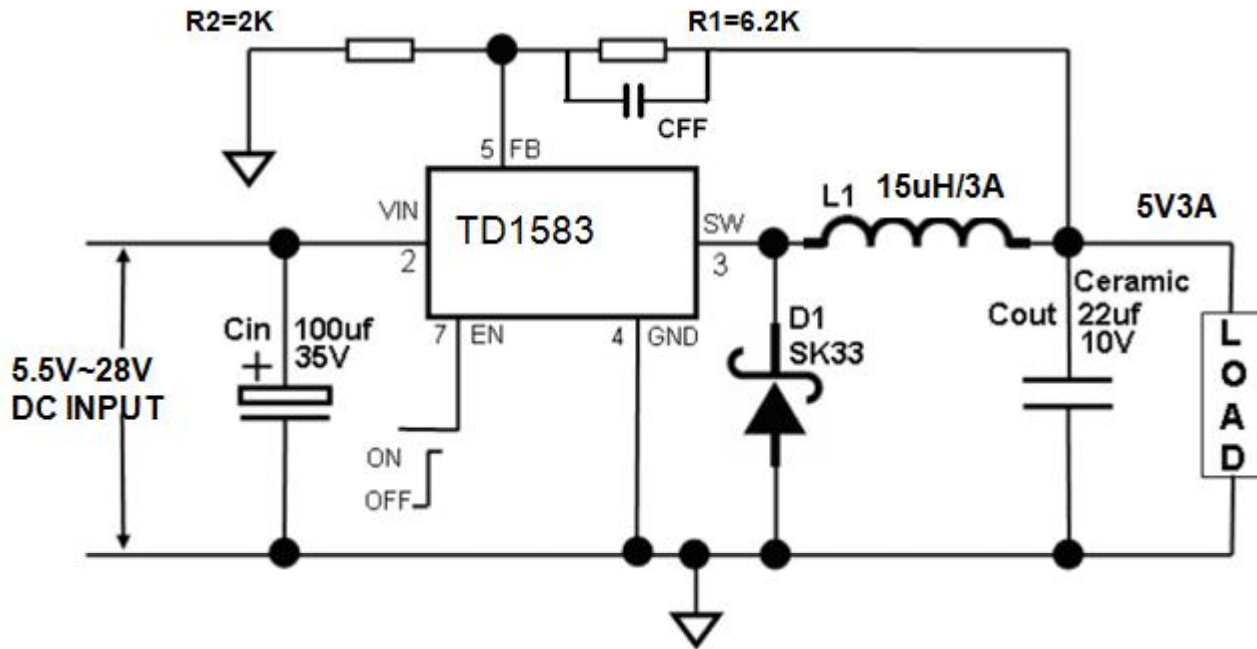 R2=2K
R1=6.2K
CFF
5 FB
VIN
TD1583
SW
2
3
L1
15uH/3A
5V3A
Cin
100uf
+
35V
7 EN
4 GND
D1
SK33
Ceramic
Cout 22uf
10V
5.5V~28V
DC INPUT
ON
OFF
L
O
A
D